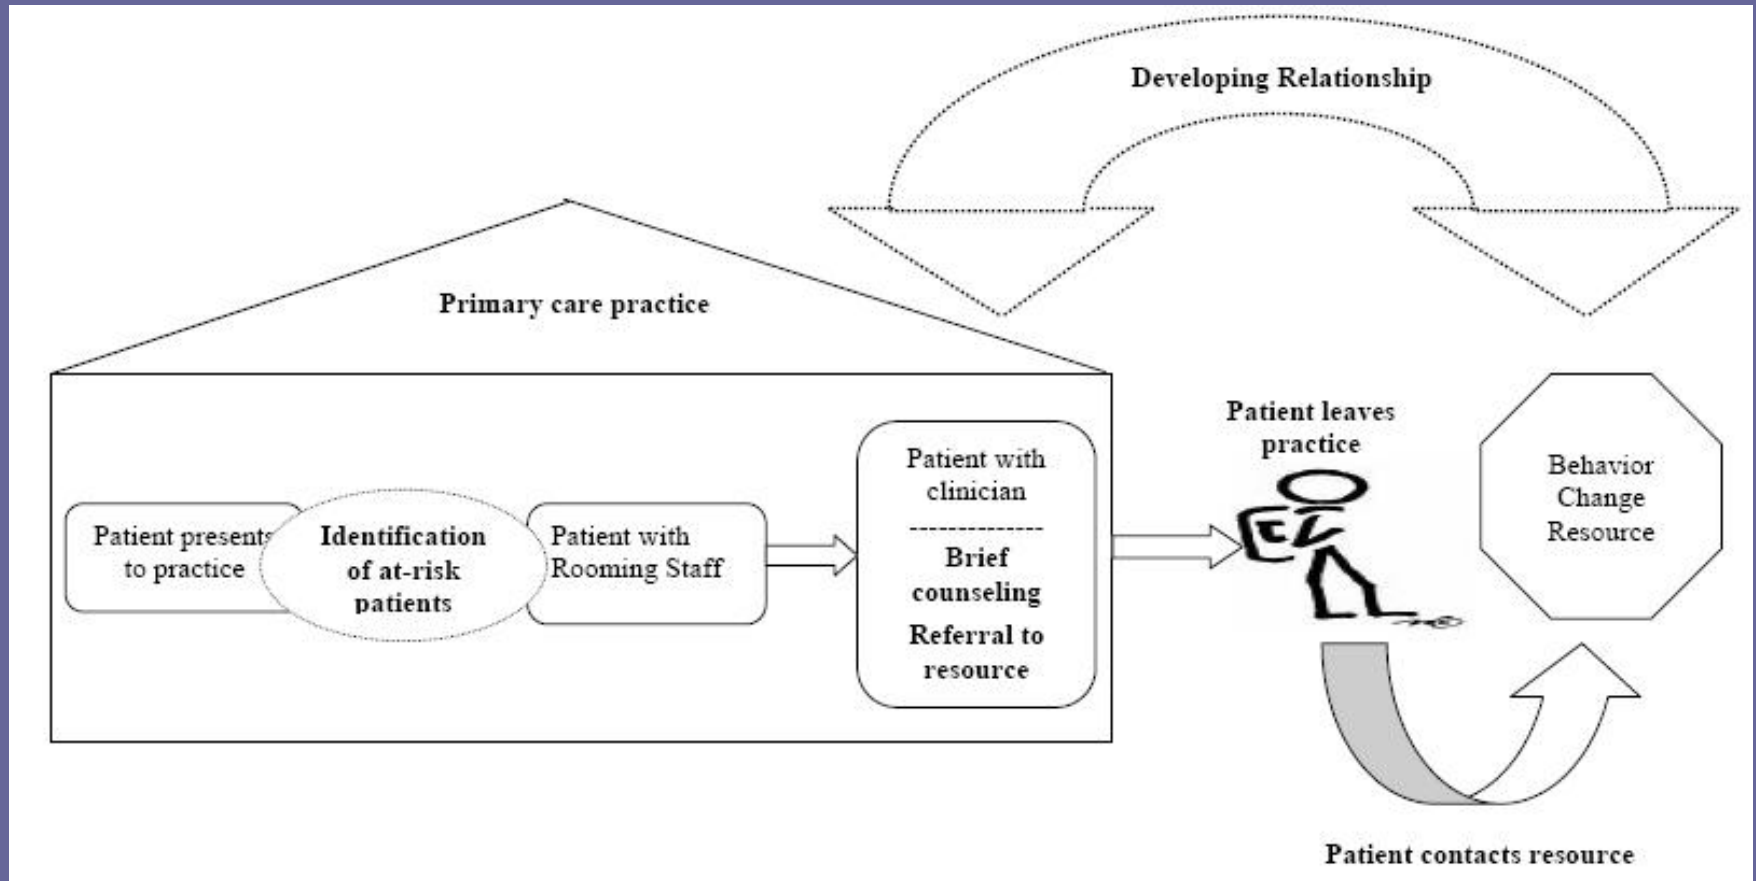 Developing Relationship
Primary care practice
Patient presents
to practice
Identification
of at-risk
patients
Patient with
Rooming Staff
Patient with
clinician
--------------
Brief
counseling
Referral to
resource
Patient leaves
practice
Behavior
Change
Resource
Patient contacts resource